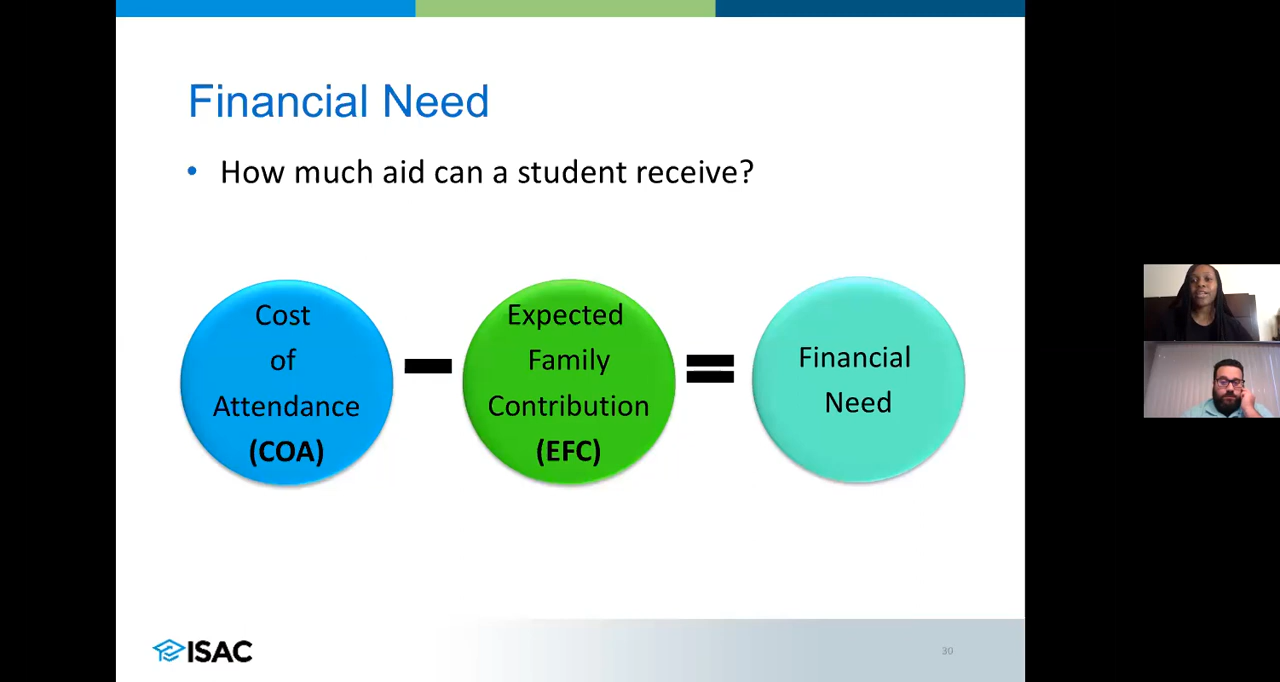 Financial Need
• How much aid can a student receive?
Cost
of
Attendance
(COA)
Expected
Family
Contribution
(EFC)
Financial
Need
ISAC
30